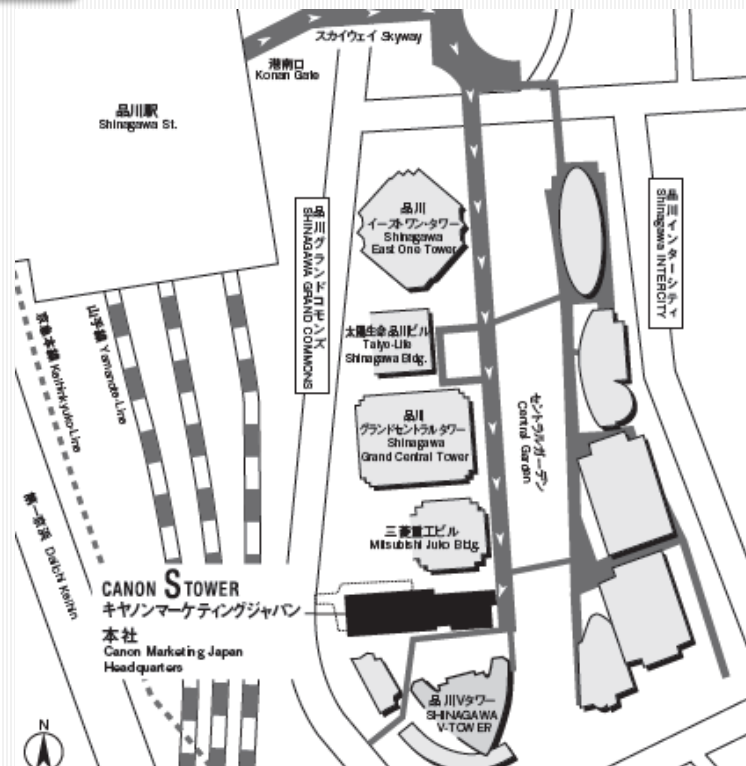 スカイウェイ Skyway
港南口
Konan Gate
品川駅
Shinagawa St.
品川
イーストワン・タワー
Shinagawa
East One Tower
品川グランドコモンズ
SHINAGAWA GRAND COMMONS
品川インターシティ
Shinagawa INTERCITY
京急本線 Keihinkyuko-Line
山手線 Yamanote-Line
太陽生命品川ビル
Taiyo-Life
Shinagawa Bldg.
品川
グランドセントラルタワー
Shinagawa
Grand Central Tower
セントラルガーデン
Central Garden
三菱重工ビル
Mitsubishi Juko Bldg.
第一京浜 Daiichi Keihin
CANON S TOWER
キヤノンマーケティングジャパン
本社
Canon Marketing Japan
Headquarters
品川Vタワー
SHINAGAWA
V-TOWER
N